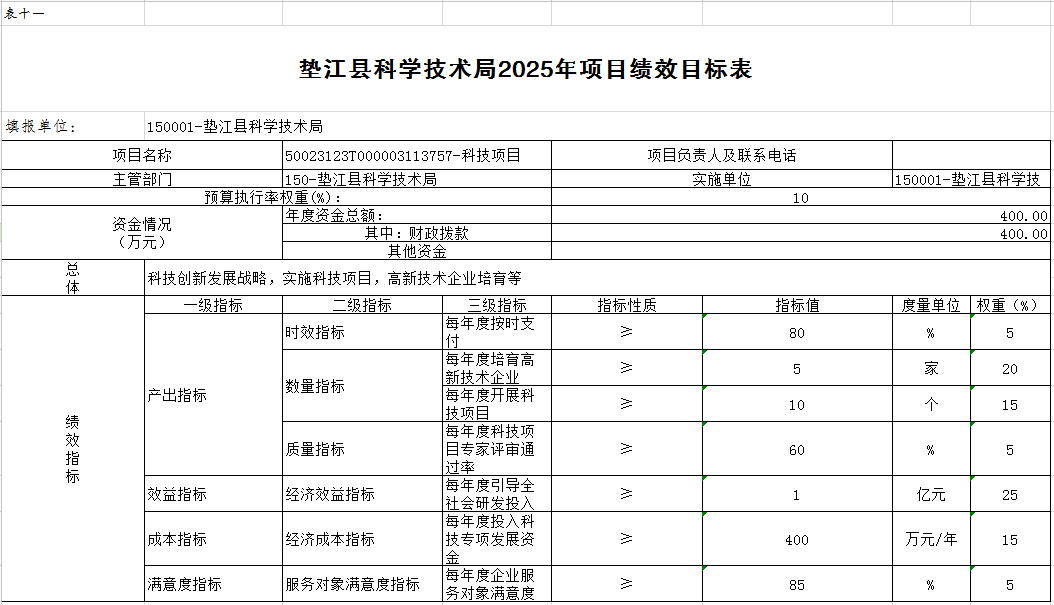 表十一
垫江县科学技术局2025年项目绩效目标表
填报单位： 150001-垫江县科学技术局
项目名称 50023123T000003113757-科技项目 项目负责人及联系电话
主管部门 150-垫江县科学技术局 实施单位 150001-垫江县科学技
预算执行率权重(%)： 10
资金情况
（万元）
年度资金总额： 400.00
其中：财政拨款 400.00
其他资金
总
体
科技创新发展战略，实施科技项目，高新技术企业培育等
绩
效
指
标
一级指标 二级指标 三级指标 指标性质 指标值 度量单位 权重（%）
产出指标
时效指标
每年度按时支
付
≥ 80 % 5
数量指标
每年度培育高
新技术企业
≥ 5 家 20
每年度开展科
技项目
≥ 10 个 15
质量指标
每年度科技项
目专家评审通
过率
≥ 60 % 5
效益指标 经济效益指标
每年度引导全
社会研发投入
≥ 1 亿元 25
成本指标 经济成本指标
每年度投入科
技专项发展资
金
≥ 400 万元/年 15
满意度指标 服务对象满意度指标
每年度企业服
务对象满意度
≥ 85 % 5